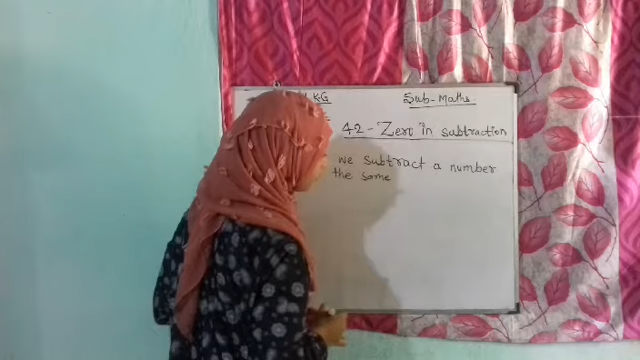 KG Sub- Maths
42- Zero in subtraction
we subtract a number
the same